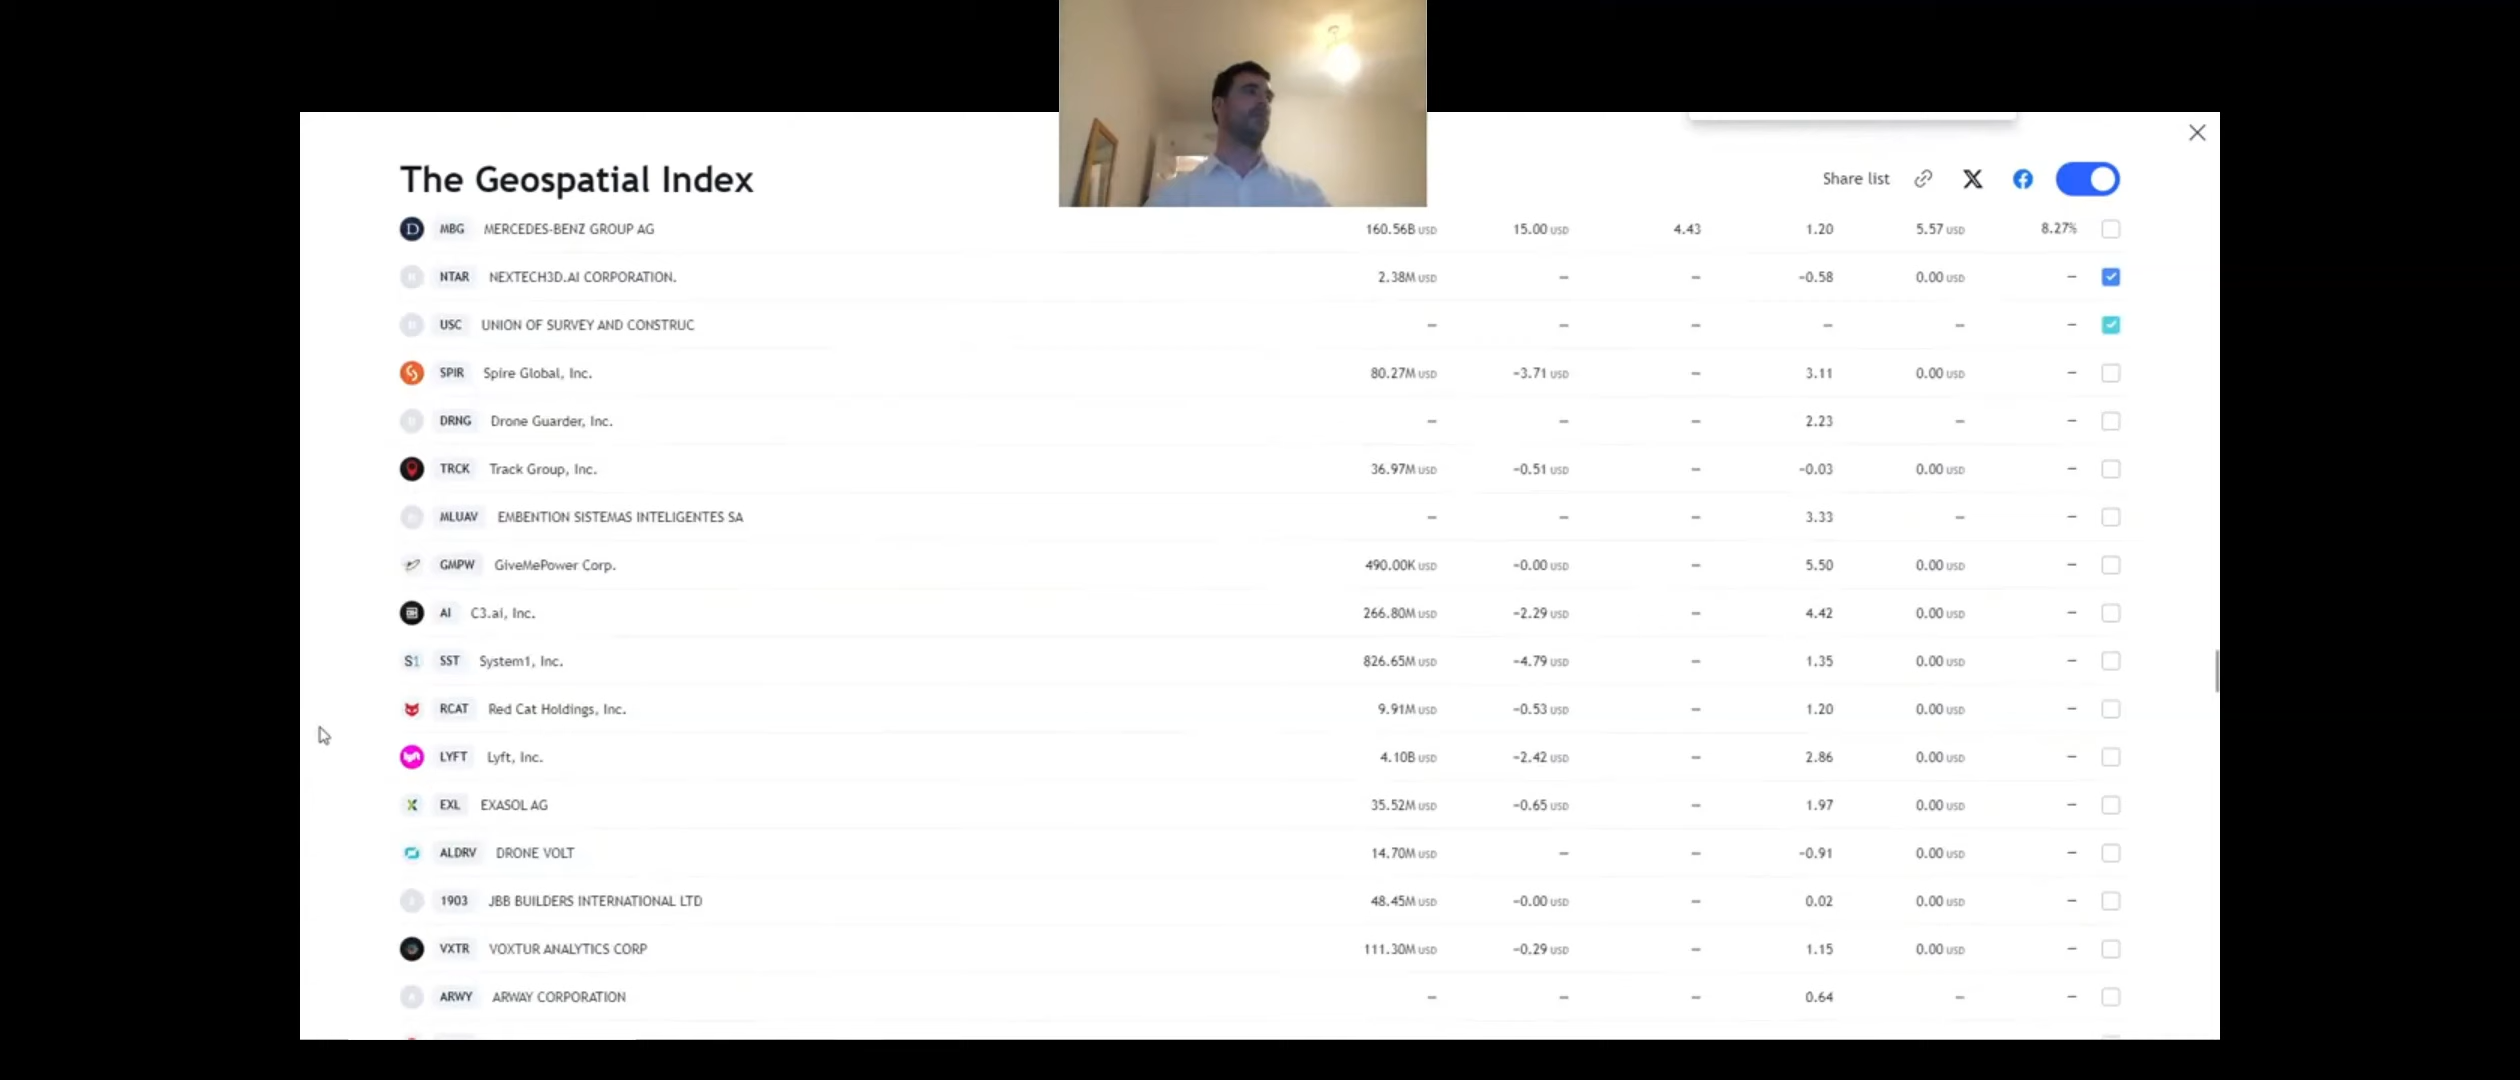 The Geospatial Index
Share list
MBG MERCEDES-BENZ GROUP AG 160.56B USD 15.00 USD 4.43 1.20 5.57 USD 8.27%
NTAR NEXTECH3D.AI CORPORATION. 2.38M USD — — -0.58 0.00 USD —
USC UNION OF SURVEY AND CONSTRUC — — — — — —
SPIR Spire Global, Inc. 80.27M USD -3.71 USD — 3.11 0.00 USD —
DRNG Drone Guarder, Inc. — — — 2.23 — —
TRCK Track Group, Inc. 36.97M USD -0.51 USD — -0.03 0.00 USD —
MLUAV EMBENTION SISTEMAS INTELIGENTES SA — — — 3.33 — —
GMPW GiveMePower Corp. 490.00K USD -0.00 USD — 5.50 0.00 USD —
AI C3.ai, Inc. 266.80M USD -2.29 USD — 4.42 0.00 USD —
S1 SST System1, Inc. 826.65M USD -4.79 USD — 1.35 0.00 USD —
RCAT Red Cat Holdings, Inc. 9.91M USD -0.53 USD — 1.20 0.00 USD —
LYFT Lyft, Inc. 4.10B USD -2.42 USD — 2.86 0.00 USD —
EXL EXASOL AG 35.52M USD -0.65 USD — 1.97 0.00 USD —
ALDRV DRONE VOLT 14.70M USD — — -0.91 0.00 USD —
1903 JBB BUILDERS INTERNATIONAL LTD 48.45M USD -0.00 USD — 0.02 0.00 USD —
VXTR VOXTUR ANALYTICS CORP 111.30M USD -0.29 USD — 1.15 0.00 USD —
ARWY ARWAY CORPORATION — — — 0.64 — —